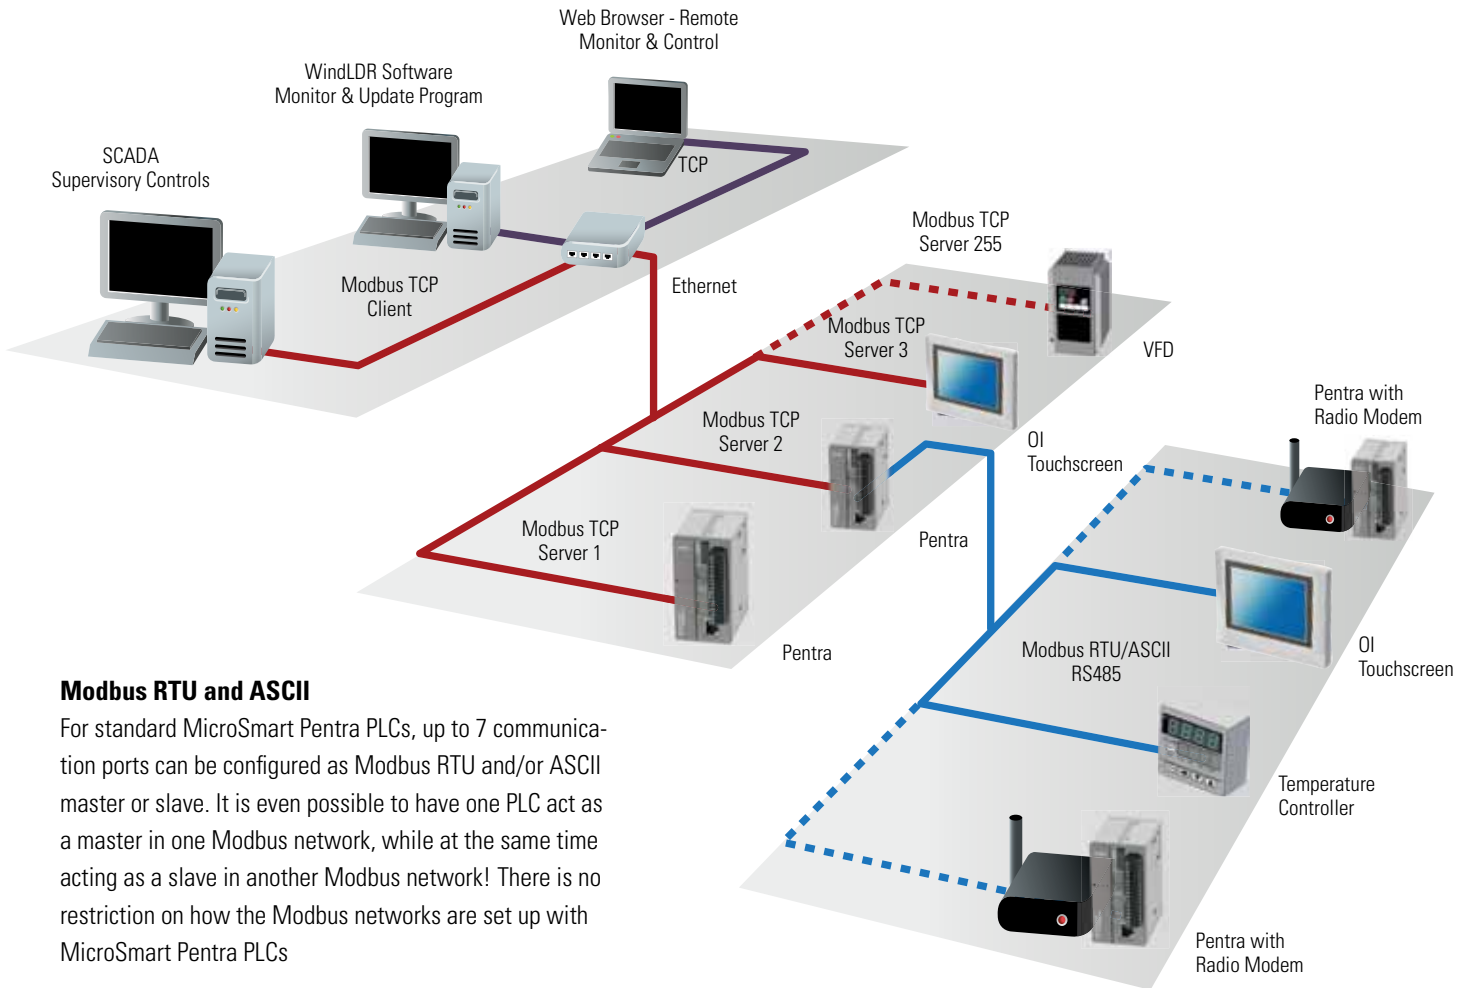 Web Browser - Remote
Monitor & Control
WindLDR Software
Monitor & Update Program
SCADA
Supervisory Controls
TCP
Modbus TCP
Client
Ethernet
Modbus TCP
Server 255
VFD
Modbus TCP
Server 3
OI
Touchscreen
Modbus TCP
Server 2
Pentra
Modbus TCP
Server 1
Pentra
Pentra with
Radio Modem
Modbus RTU/ASCII
RS485
OI
Touchscreen
Temperature
Controller
Pentra with
Radio Modem
Modbus RTU and ASCII
For standard MicroSmart Pentra PLCs, up to 7 communica-
tion ports can be configured as Modbus RTU and/or ASCII
master or slave. It is even possible to have one PLC act as
a master in one Modbus network, while at the same time
acting as a slave in another Modbus network! There is no
restriction on how the Modbus networks are set up with
MicroSmart Pentra PLCs